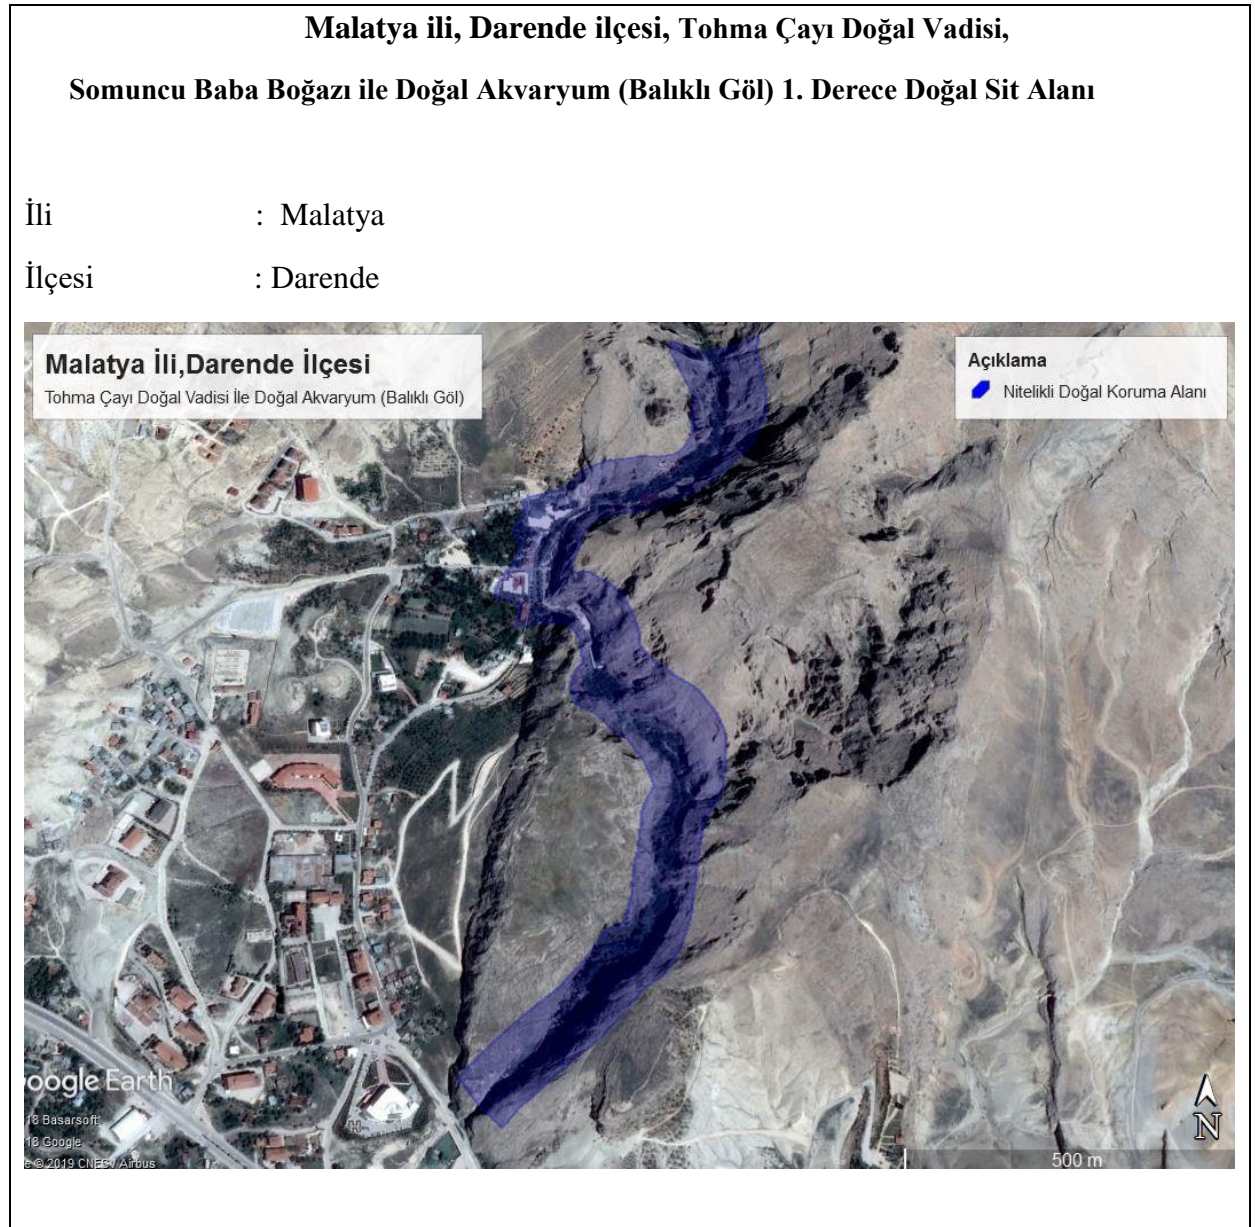 Malatya ili, Darende ilçesi, Tohma Çayı Doğal Vadisi,
Somuncu Baba Boğazı ile Doğal Akvaryum (Balıklı Göl) 1. Derece Doğal Sit Alanı
İli : Malatya
İlçesi : Darende
Malatya İli,Darende İlçesi
Tohma Çayı Doğal Vadisi İle Doğal Akvaryum (Balıklı Göl)
Açıklama
Nitelikli Doğal Koruma Alanı
oogle Earth
18 Basarsoft
18 Google
e © 2019 CNES / Airbus
N
500 m